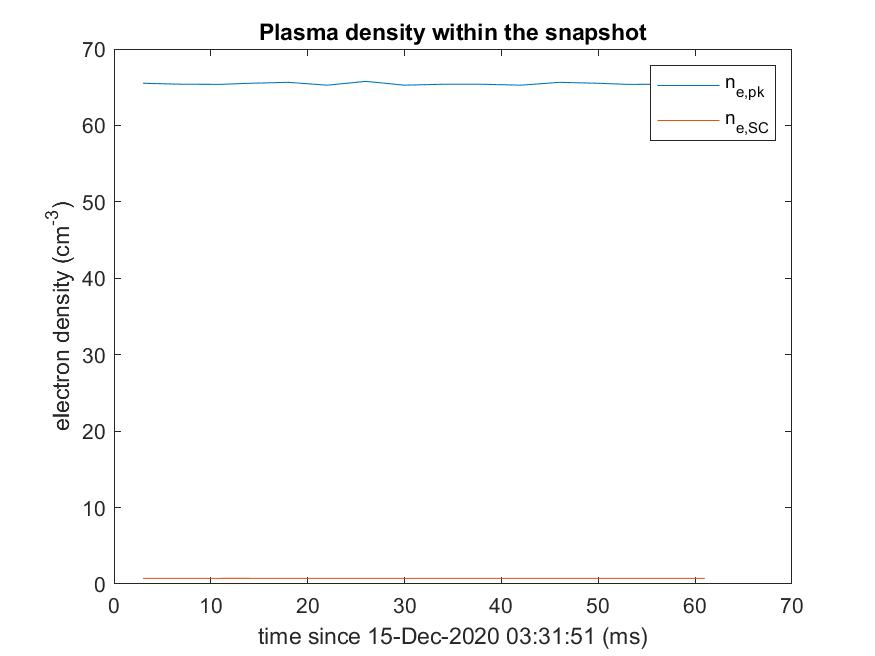 Plasma density within the snapshot
70
60
50
40
30
20
10
0
electron density (cm⁻³)
n_e,pk
n_e,SC
0 10 20 30 40 50 60 70
time since 15-Dec-2020 03:31:51 (ms)